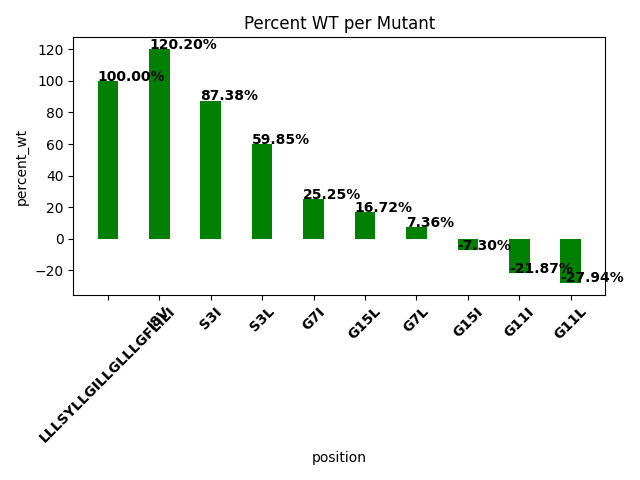 Percent WT per Mutant
120
100
80
60
40
20
0
−20
percent_wt
100.00%
120.20%
87.38%
59.85%
25.25%
16.72%
7.36%
-7.30%
-21.87%
-27.94%
LLLSYLLGILLGLLLGFLILI
I8V
S3I
S3L
G7I
G15L
G7L
G15I
G11I
G11L
position